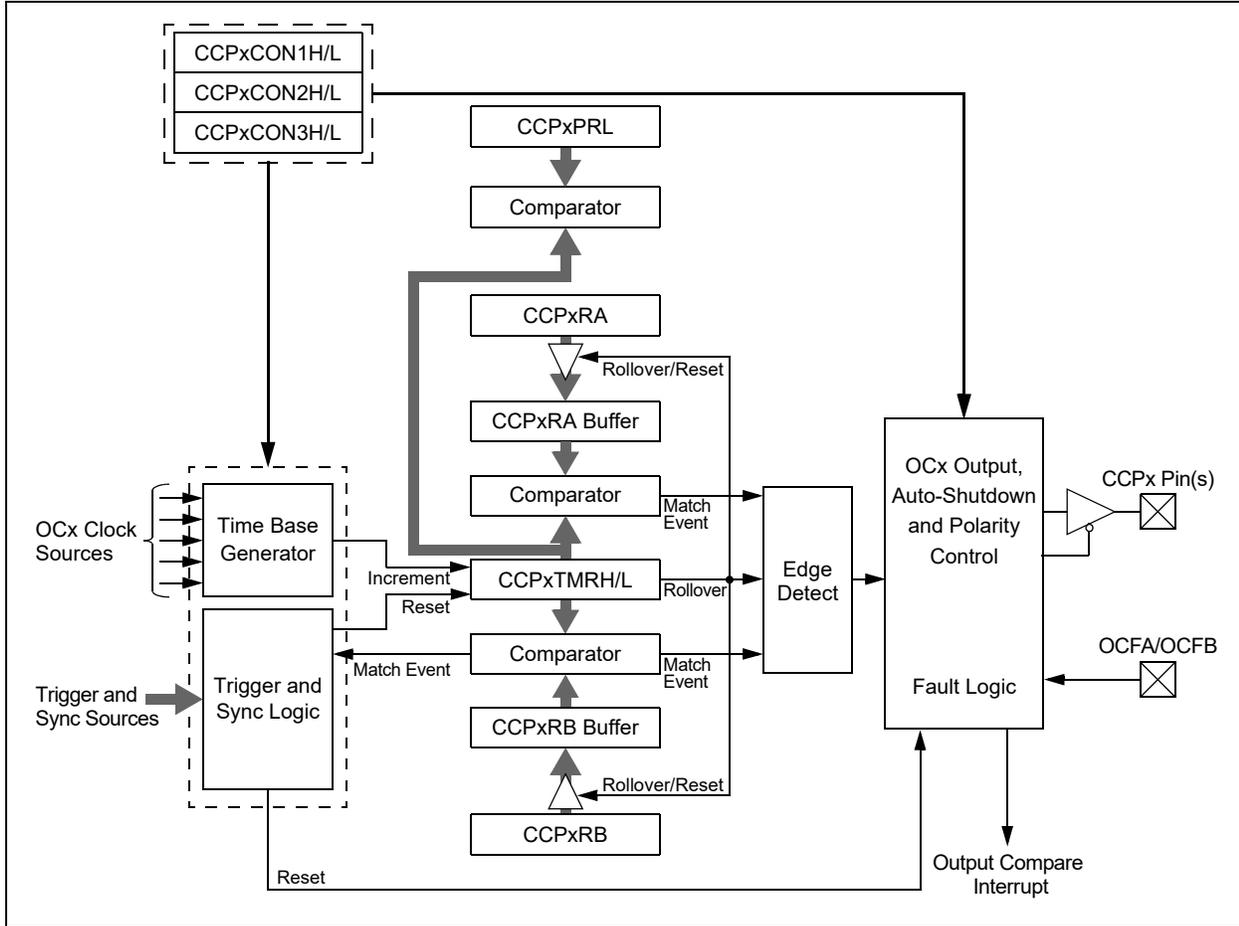 CCPxCON1H/L
CCPxCON2H/L
CCPxCON3H/L
CCPxPRL
Comparator
CCPxRA
Rollover/Reset
CCPxRA Buffer
Comparator
Match
Event
OCx Clock
Sources
Time Base
Generator
Increment
Reset
CCPxTMRH/L
Rollover
Edge
Detect
OCx Output,
Auto-Shutdown
and Polarity
Control
CCPx Pin(s)
Trigger and
Sync Sources
Trigger and
Sync Logic
Match Event
Comparator
Match
Event
CCPxRB Buffer
Rollover/Reset
CCPxRB
Fault Logic
OCFA/OCFB
Reset
Output Compare
Interrupt